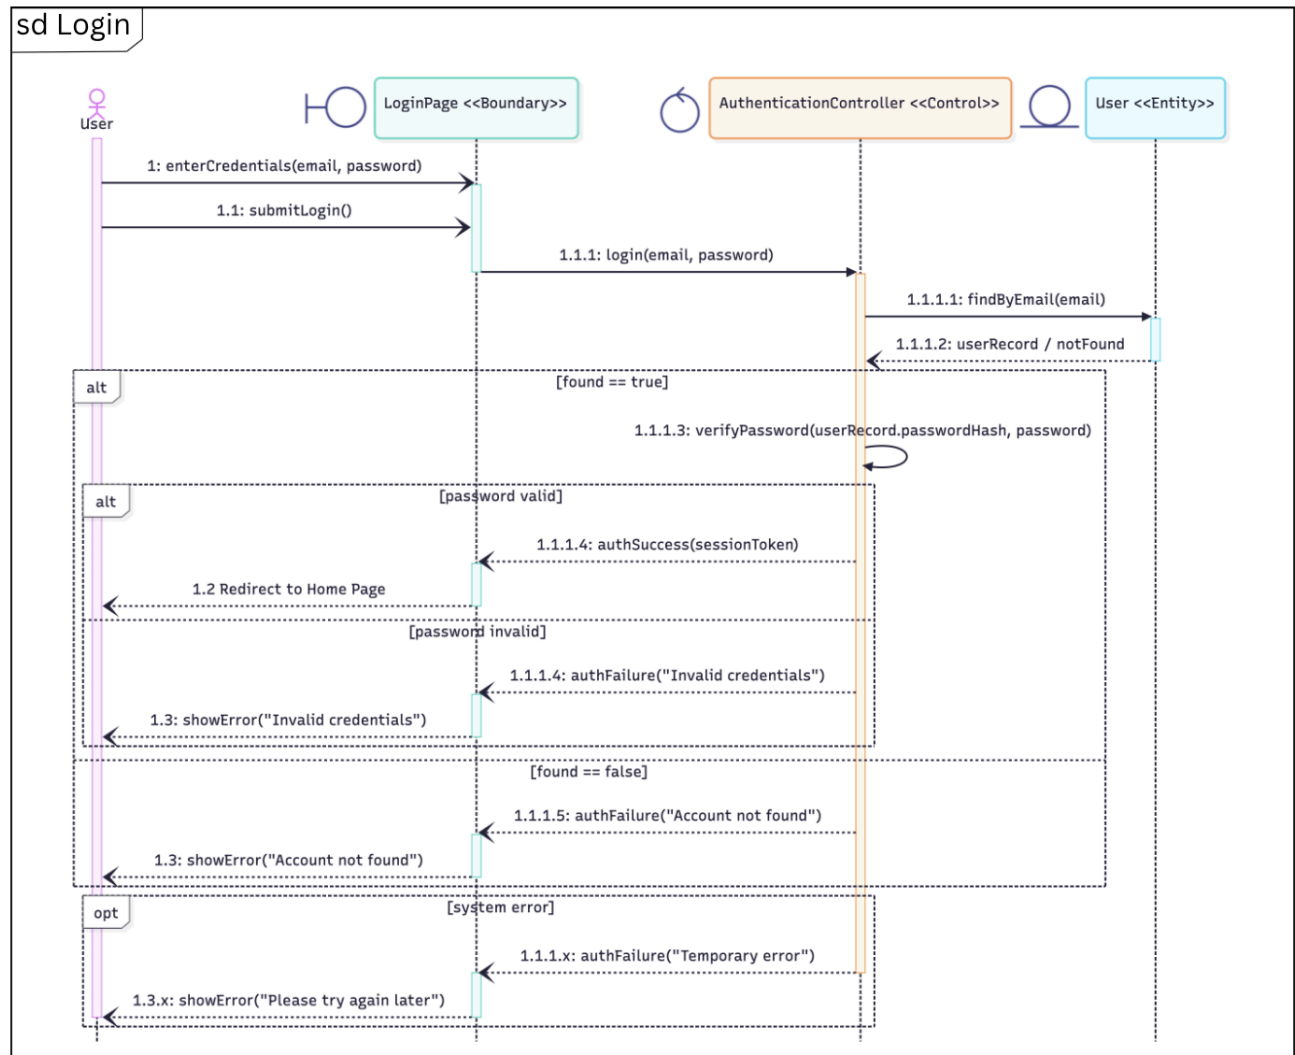 sd Login
User
LoginPage <<Boundary>>
AuthenticationController <<Control>>
User <<Entity>>
1: enterCredentials(email, password)
1.1: submitLogin()
1.1.1: login(email, password)
1.1.1.1: findByEmail(email)
1.1.1.2: userRecord / notFound
alt
[found == true]
1.1.1.3: verifyPassword(userRecord.passwordHash, password)
alt
[password valid]
1.1.1.4: authSuccess(sessionToken)
1.2 Redirect to Home Page
[password invalid]
1.1.1.4: authFailure("Invalid credentials")
1.3: showError("Invalid credentials")
[found == false]
1.1.1.5: authFailure("Account not found")
1.3: showError("Account not found")
opt
[system error]
1.1.1.x: authFailure("Temporary error")
1.3.x: showError("Please try again later")